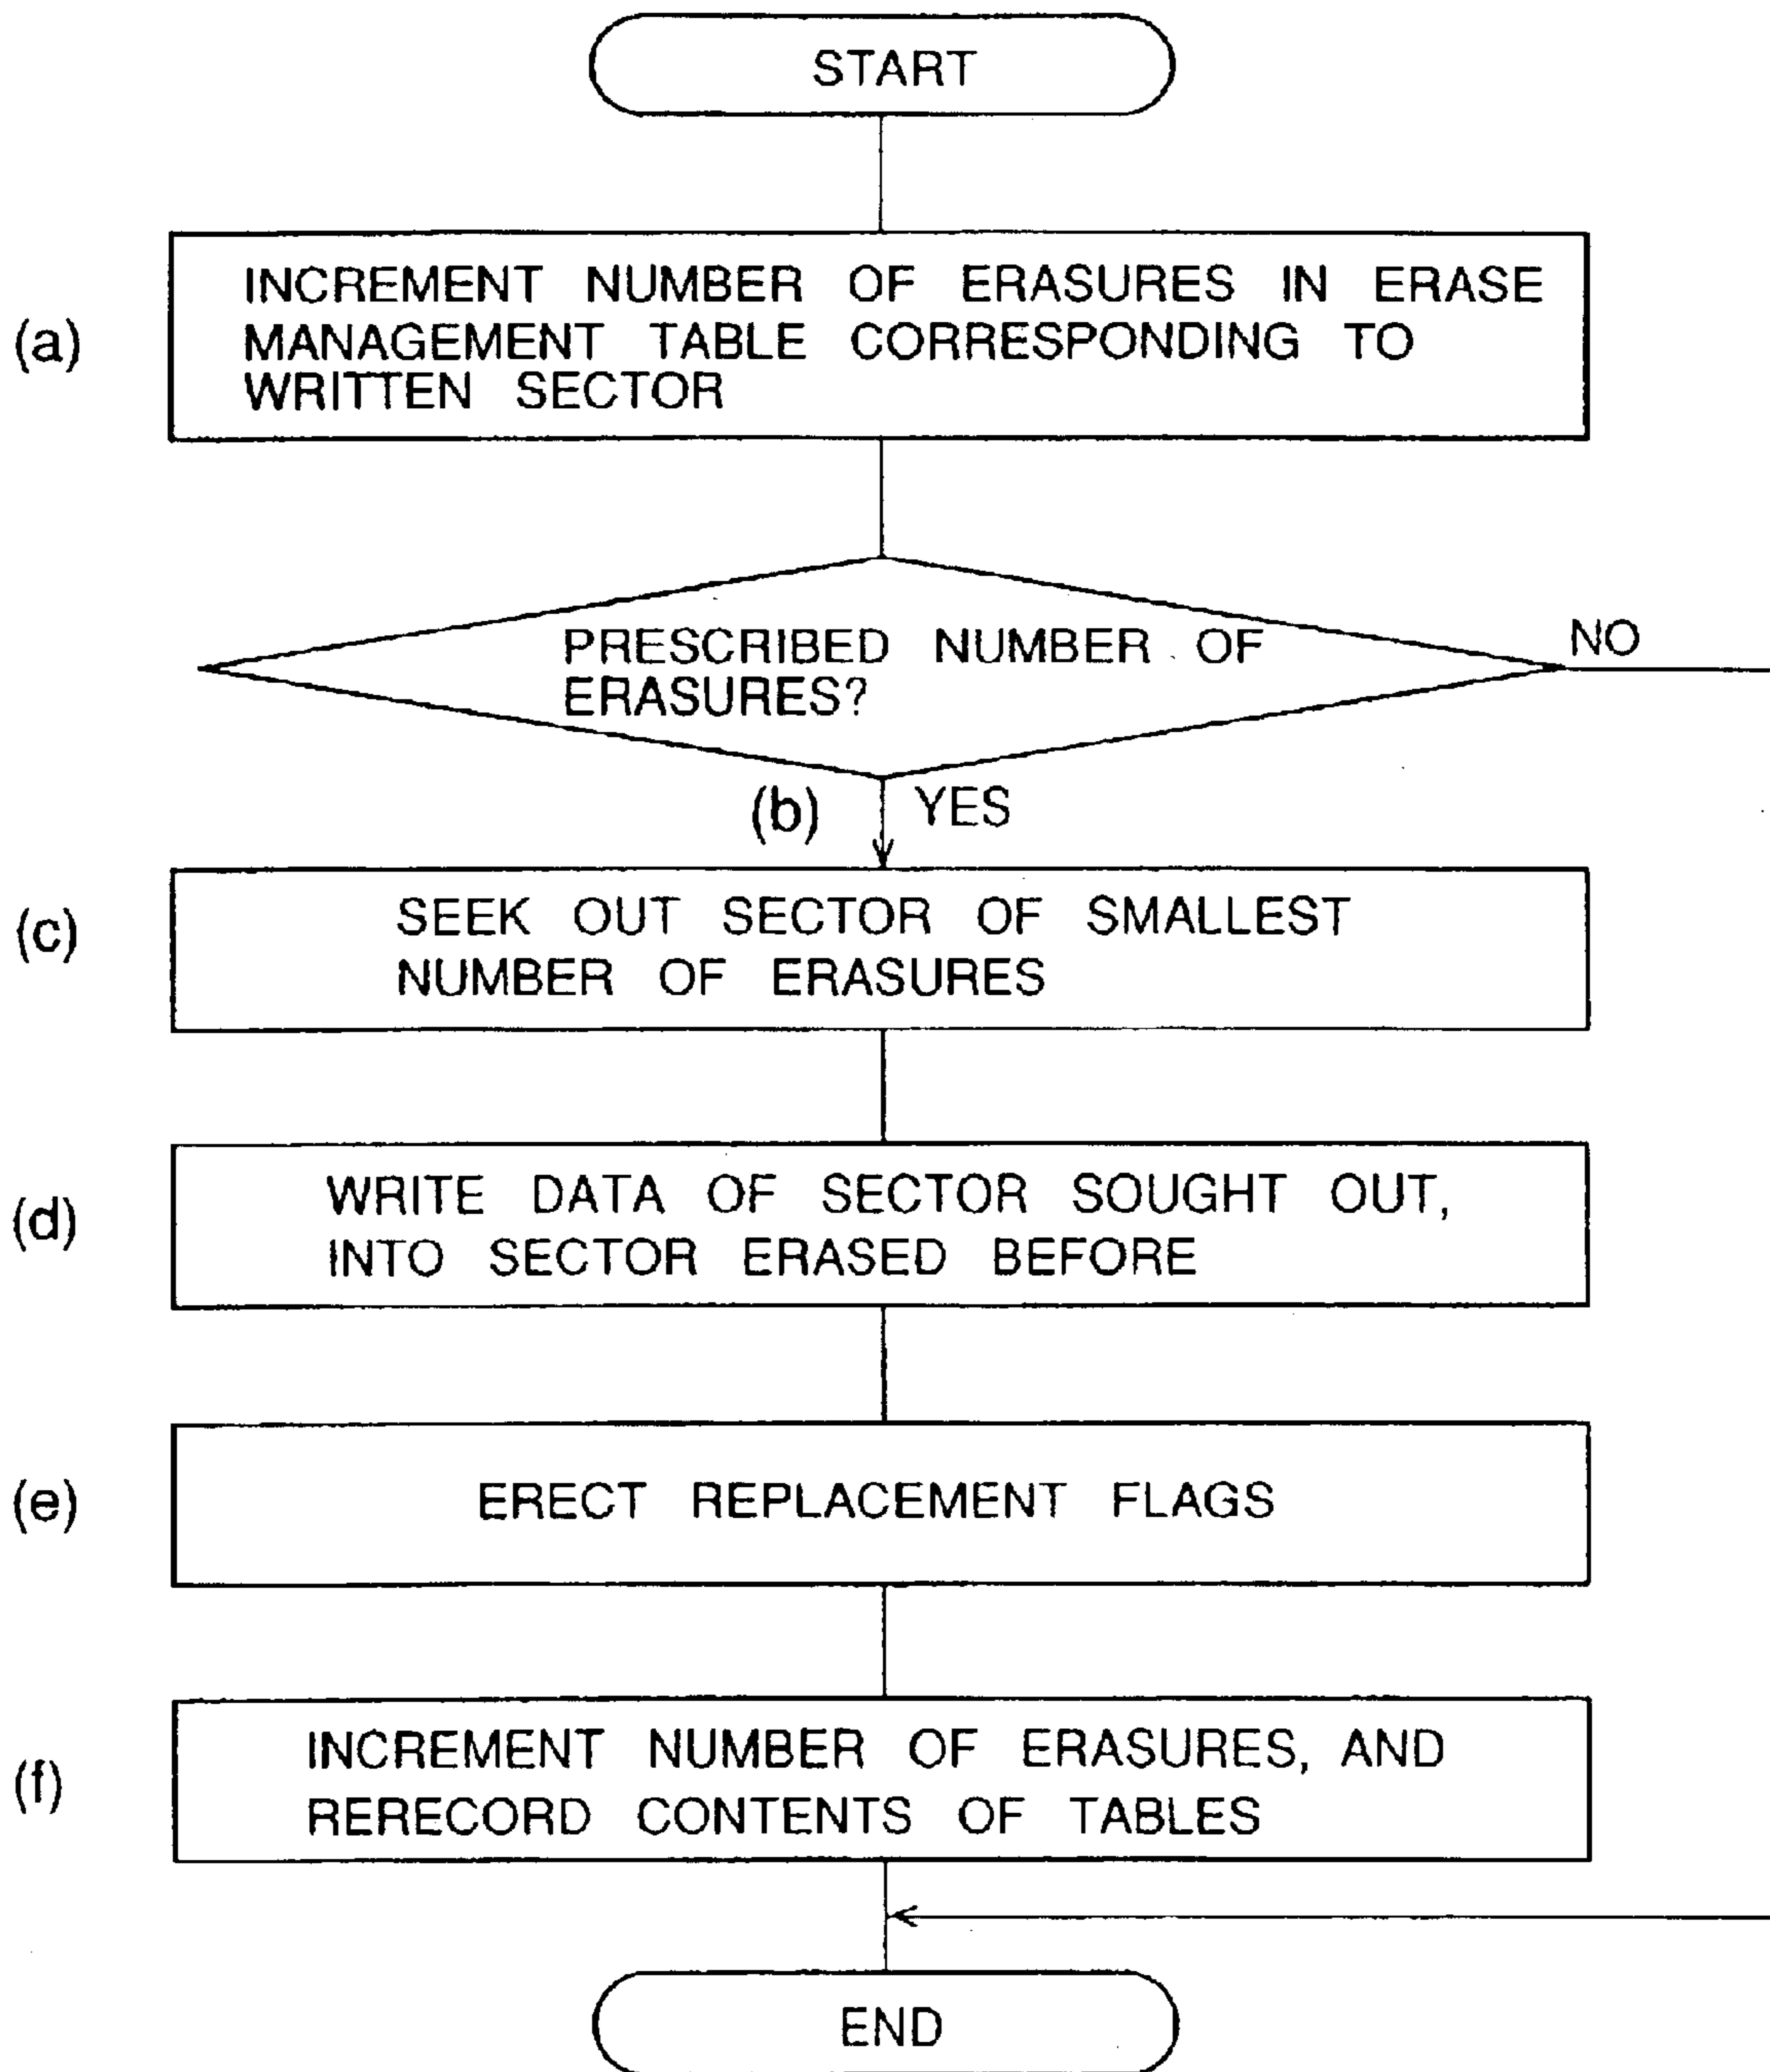 START
(a)
INCREMENT NUMBER OF ERASURES IN ERASE
MANAGEMENT TABLE CORRESPONDING TO
WRITTEN SECTOR
PRESCRIBED NUMBER OF
ERASURES?
NO
(b)
YES
(c)
SEEK OUT SECTOR OF SMALLEST
NUMBER OF ERASURES
(d)
WRITE DATA OF SECTOR SOUGHT OUT,
INTO SECTOR ERASED BEFORE
(e)
ERECT REPLACEMENT FLAGS
(f)
INCREMENT NUMBER OF ERASURES, AND
RERECORD CONTENTS OF TABLES
END